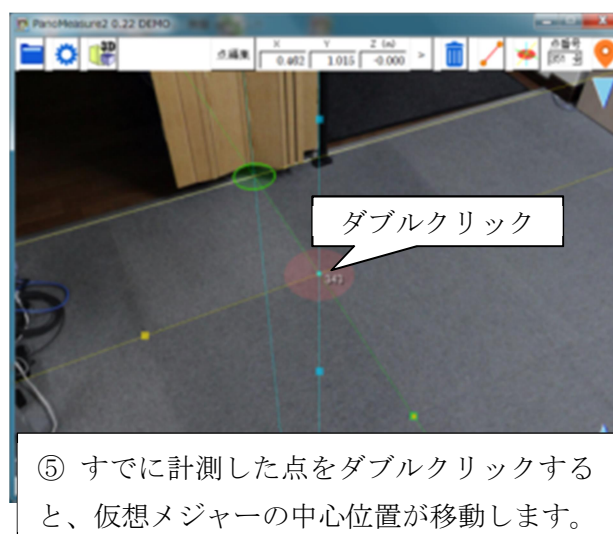 PanoMeasure2 0.22 DEMO
3D
点編集
X
Y
Z (m)
点番号
0.462
1.015
-0.000
>
ダブルクリック
341
⑤ すでに計測した点をダブルクリックする
と、仮想メジャーの中心位置が移動します。